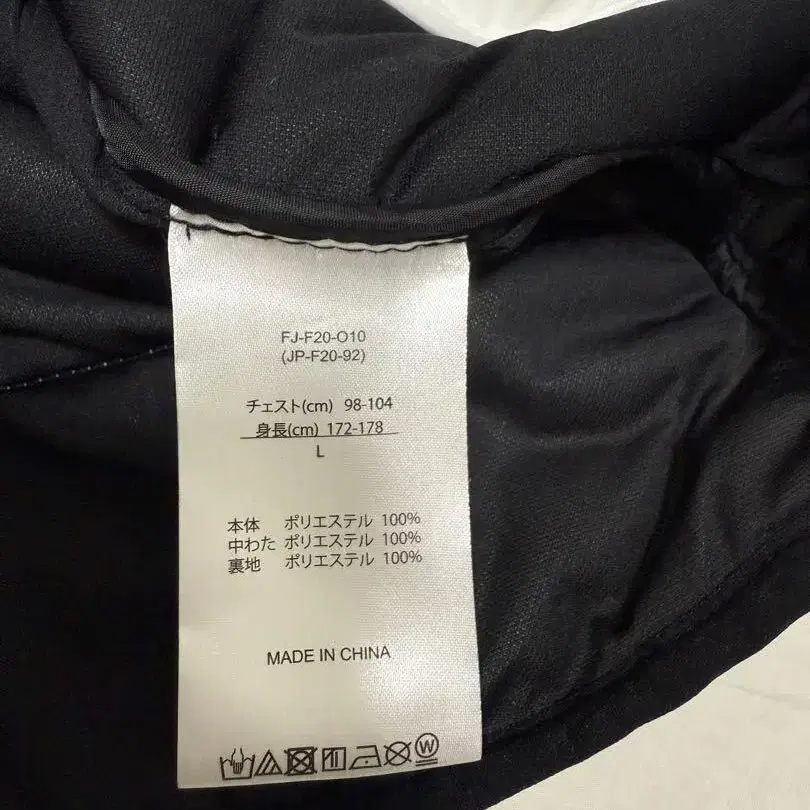 FJ-F20-O10
(JP-F20-92)
チェスト(cm) 98-104
身長(cm) 172-178
L
本体 ポリエステル 100%
中わた ポリエステル 100%
裏地 ポリエステル 100%
MADE IN CHINA
W